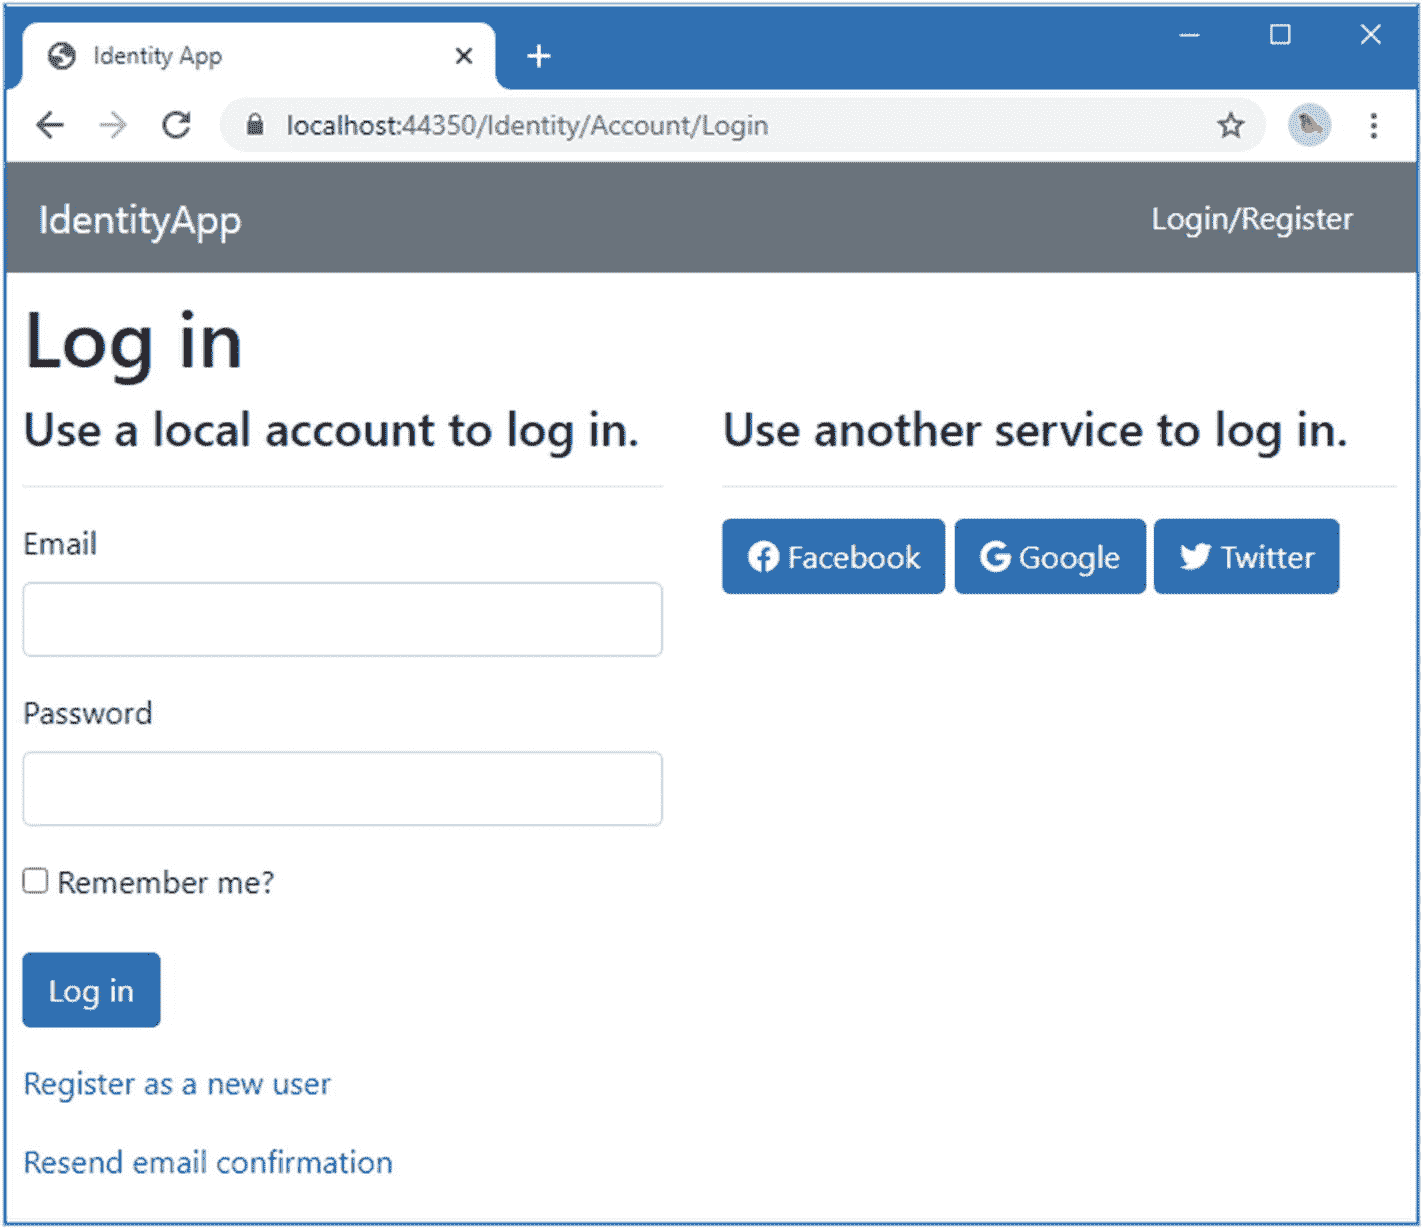 Identity App
localhost:44350/Identity/Account/Login
IdentityApp
Login/Register
Log in
Use a local account to log in.
Email
Password
Remember me?
Log in
Register as a new user
Resend email confirmation
Use another service to log in.
Facebook
Google
Twitter